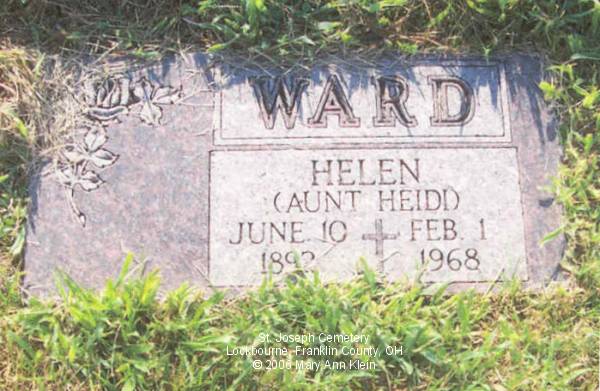 WARD
HELEN
(AUNT HEIDI)
JUNE 10 FEB. 1
1968
St. Joseph Cemetery
Lockbourne, Franklin County, OH
© 2006 Mary Ann Klein